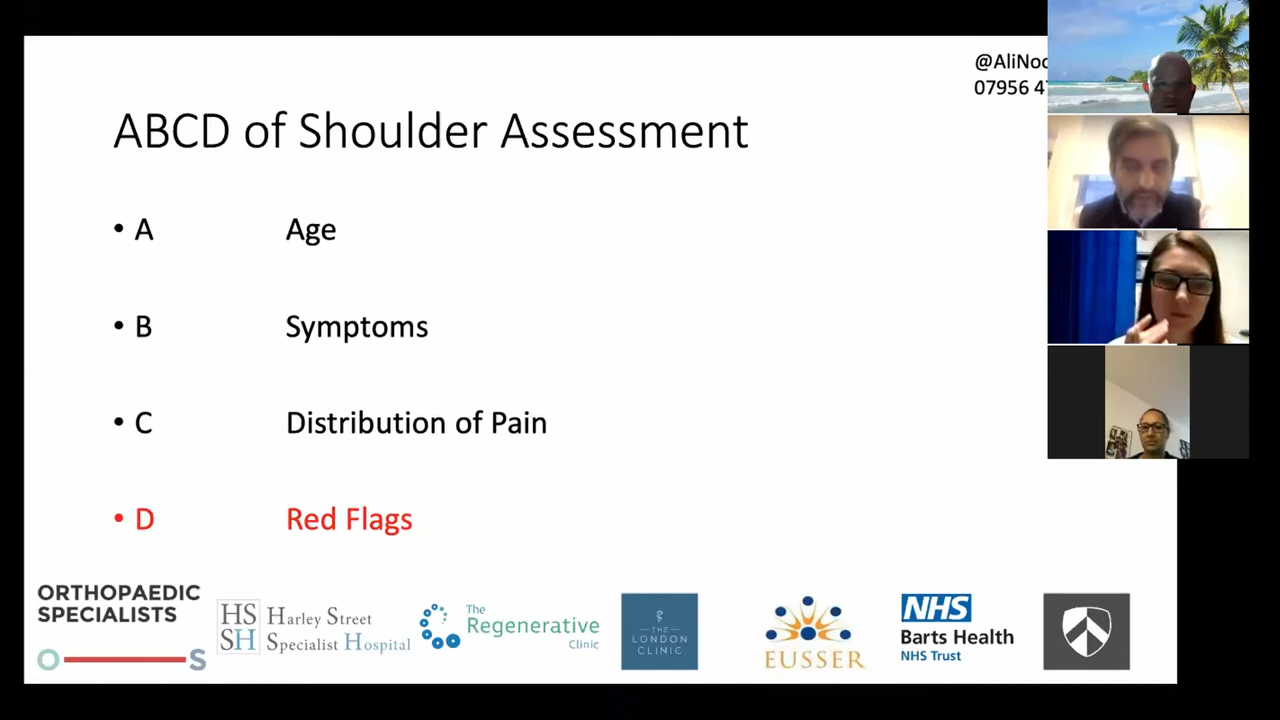 @AliNoo
07956 47
ABCD of Shoulder Assessment
• A Age
• B Symptoms
• C Distribution of Pain
• D Red Flags
ORTHOPAEDIC
SPECIALISTS
O S
HS
SH
Harley Street
Specialist Hospital
The
Regenerative
Clinic
THE
LONDON
CLINIC
EUSSER
NHS
Barts Health
NHS Trust